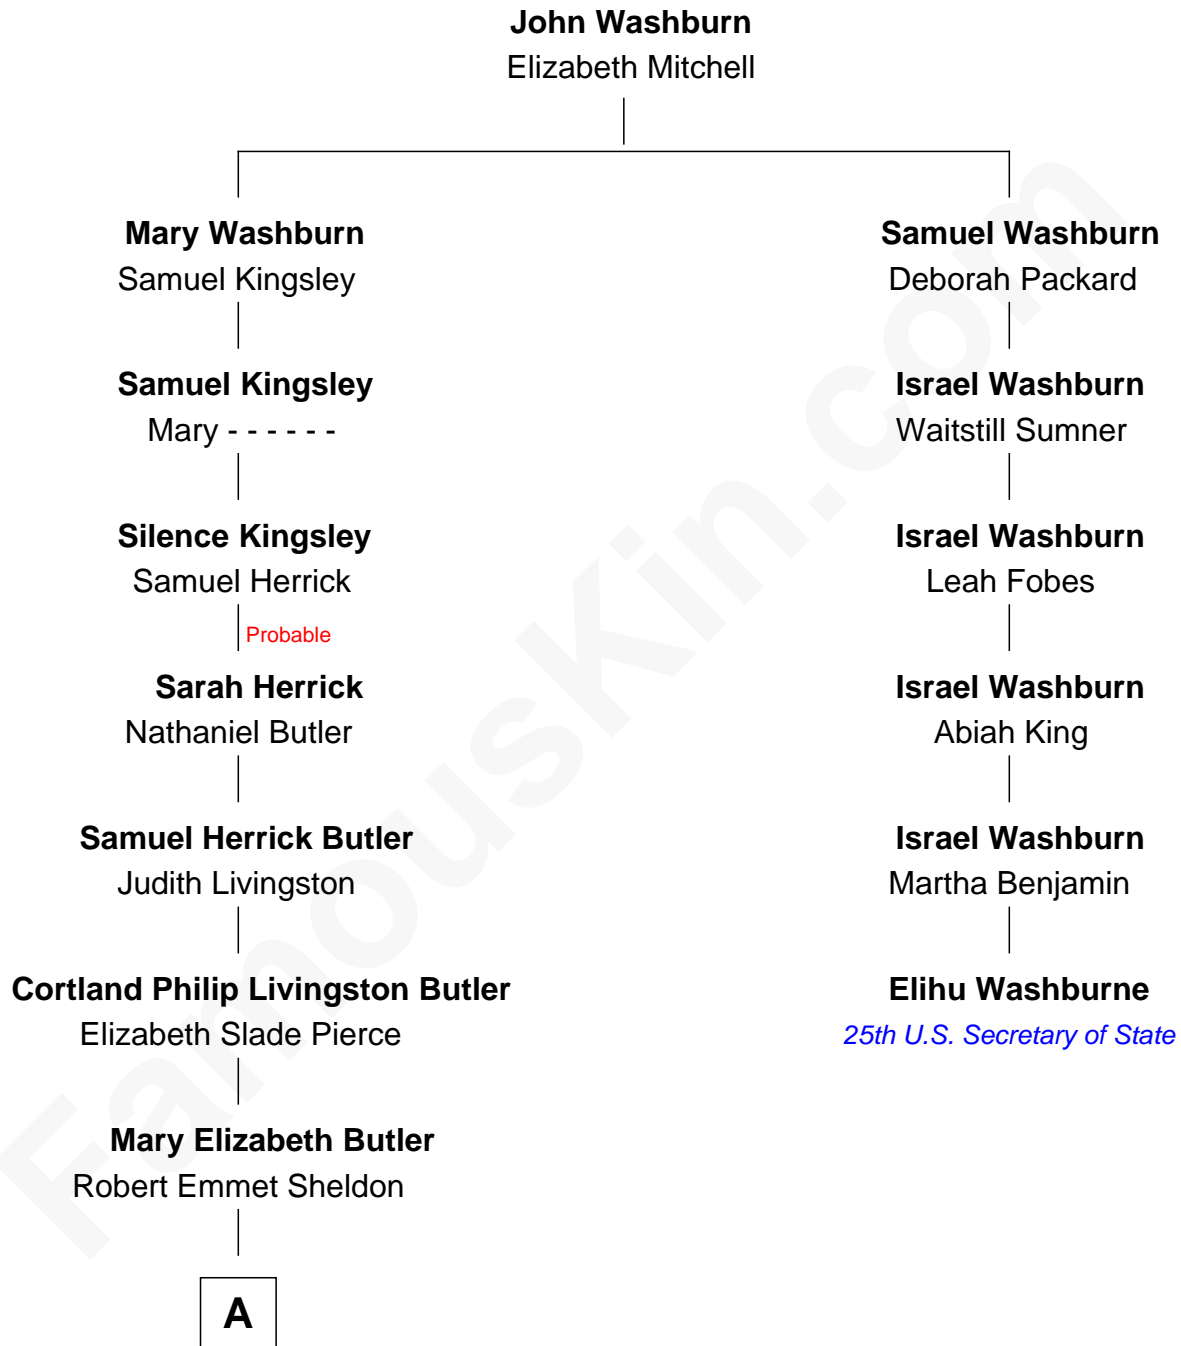 John Washburn
Elizabeth Mitchell
Mary Washburn
Samuel Kingsley
Samuel Washburn
Deborah Packard
Samuel Kingsley
Mary - - - - - -
Israel Washburn
Waitstill Sumner
Silence Kingsley
Samuel Herrick
Israel Washburn
Leah Fobes
Probable
Sarah Herrick
Nathaniel Butler
Israel Washburn
Abiah King
Samuel Herrick Butler
Judith Livingston
Israel Washburn
Martha Benjamin
Cortland Philip Livingston Butler
Elizabeth Slade Pierce
Elihu Washburne
25th U.S. Secretary of State
Mary Elizabeth Butler
Robert Emmet Sheldon
A
FamousKin.com